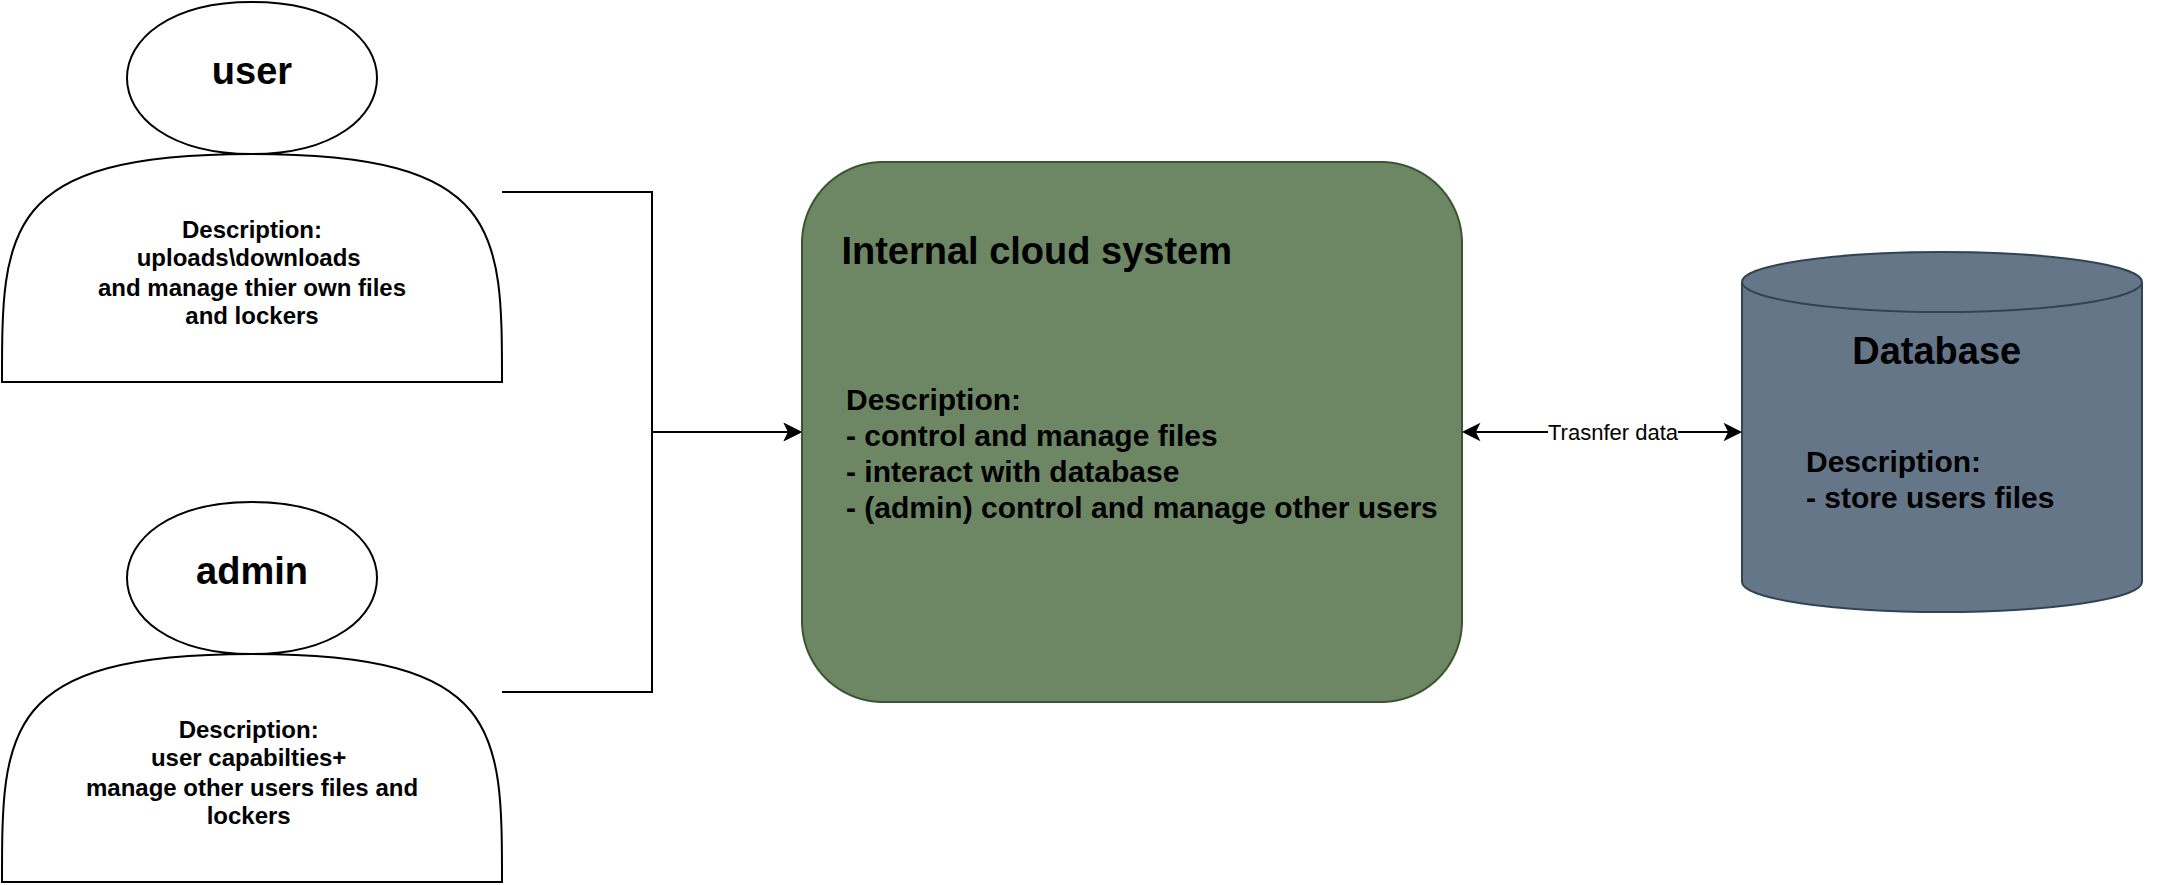 user
Description:
uploads\downloads
and manage thier own files
and lockers
admin
Description:
user capabilties+
manage other users files and
lockers
Internal cloud system
Description:
- control and manage files
- interact with database
- (admin) control and manage other users
Trasnfer data
Database
Description:
- store users files